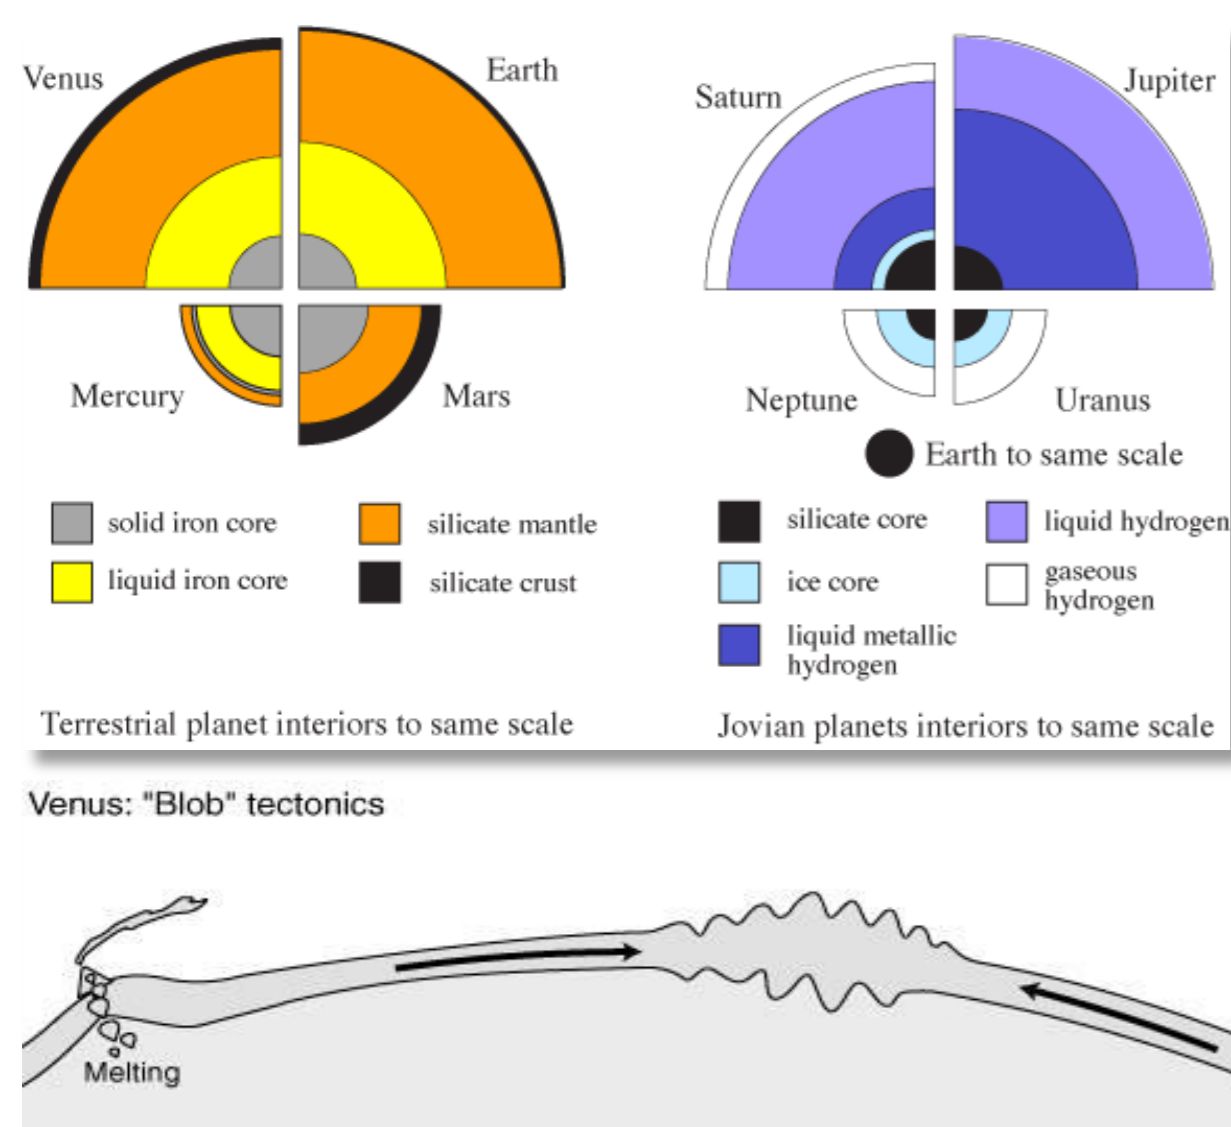 Venus
Earth
Mercury
Mars
solid iron core
silicate mantle
liquid iron core
silicate crust
Terrestrial planet interiors to same scale
Saturn
Jupiter
Neptune
Uranus
Earth to same scale
silicate core
liquid hydrogen
ice core
gaseous
hydrogen
liquid metallic
hydrogen
Jovian planets interiors to same scale
Venus: "Blob" tectonics
Melting